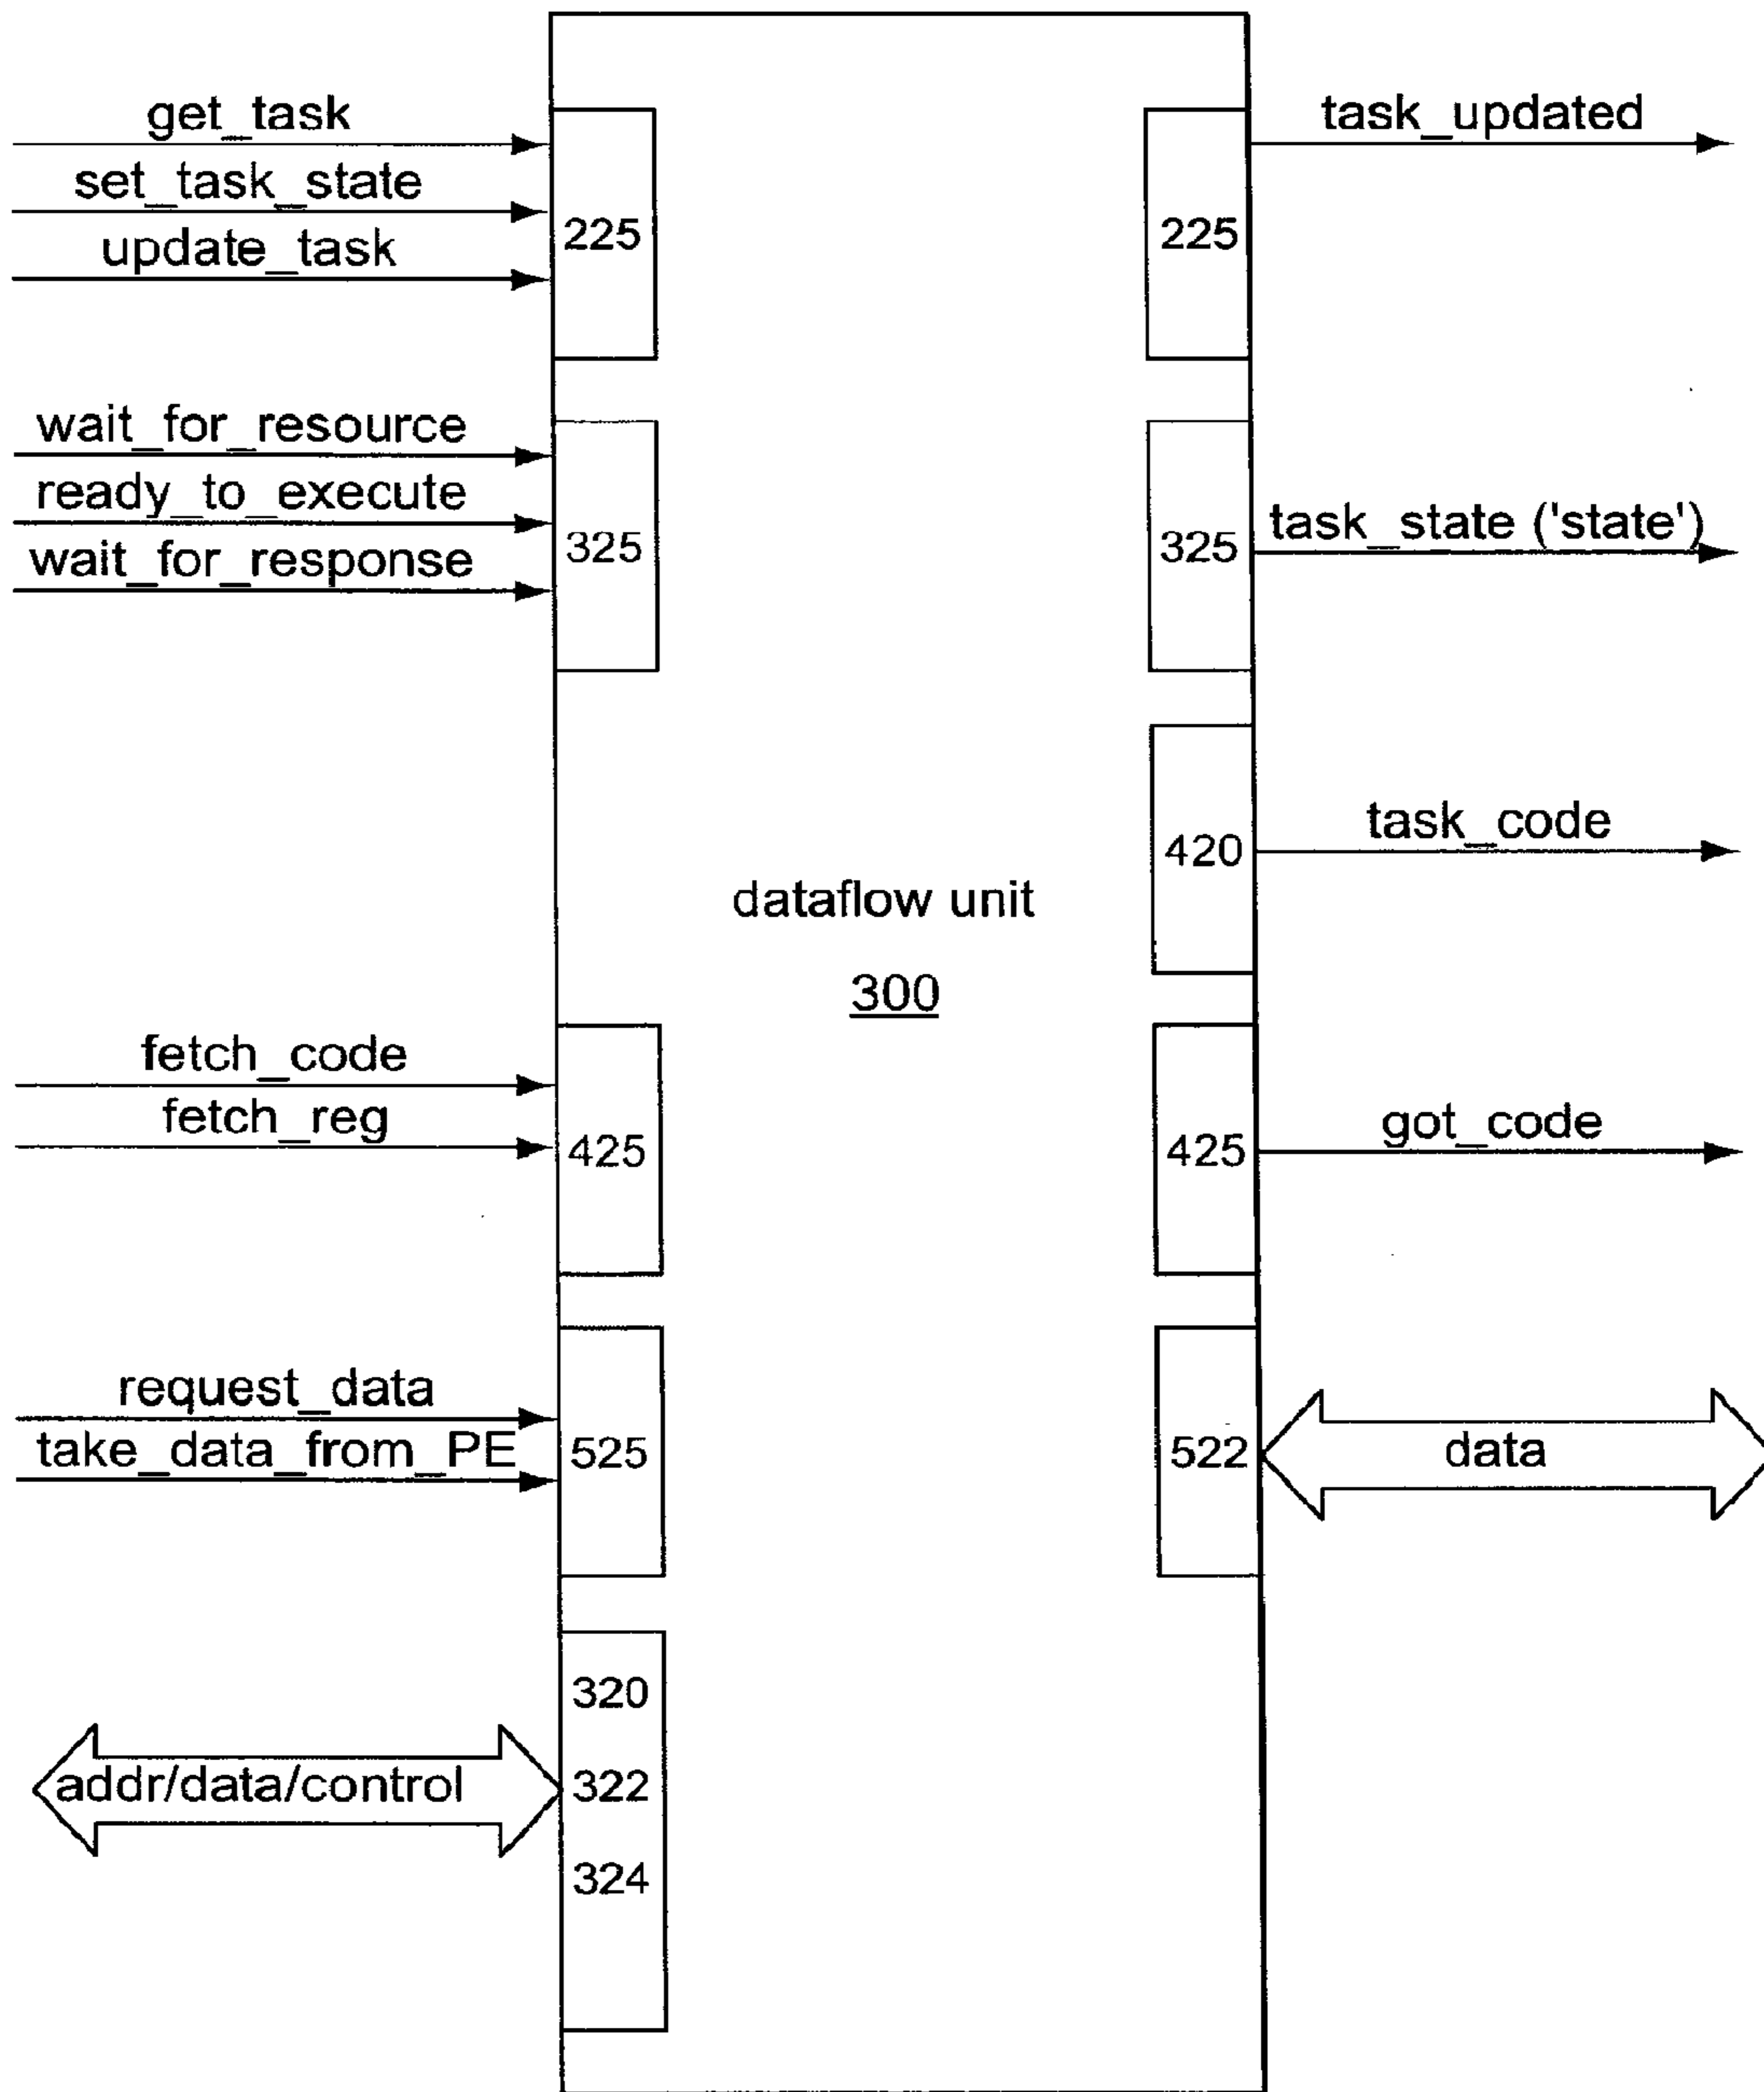 get_task
task_updated
set_task_state
225
225
update_task
wait_for_resource
ready_to_execute
325
325
task_state ('state')
wait_for_response
420
task_code
dataflow unit
300
fetch_code
fetch_reg
425
425
got_code
request_data
take_data_from_PE
525
522
data
320
addr/data/control
322
324